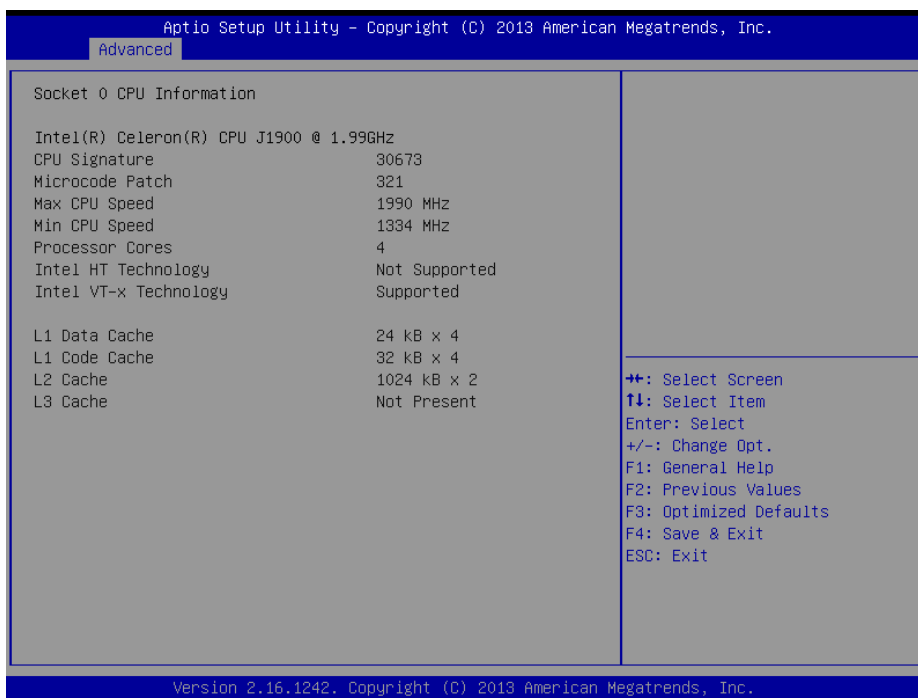 Aptio Setup Utility – Copyright (C) 2013 American Megatrends, Inc.
Advanced
Socket 0 CPU Information
Intel(R) Celeron(R) CPU J1900 @ 1.99GHz
CPU Signature 30673
Microcode Patch 321
Max CPU Speed 1990 MHz
Min CPU Speed 1334 MHz
Processor Cores 4
Intel HT Technology Not Supported
Intel VT-x Technology Supported
L1 Data Cache 24 kB x 4
L1 Code Cache 32 kB x 4
L2 Cache 1024 kB x 2
L3 Cache Not Present
→←: Select Screen
↑↓: Select Item
Enter: Select
+/-: Change Opt.
F1: General Help
F2: Previous Values
F3: Optimized Defaults
F4: Save & Exit
ESC: Exit
Version 2.16.1242. Copyright (C) 2013 American Megatrends, Inc.